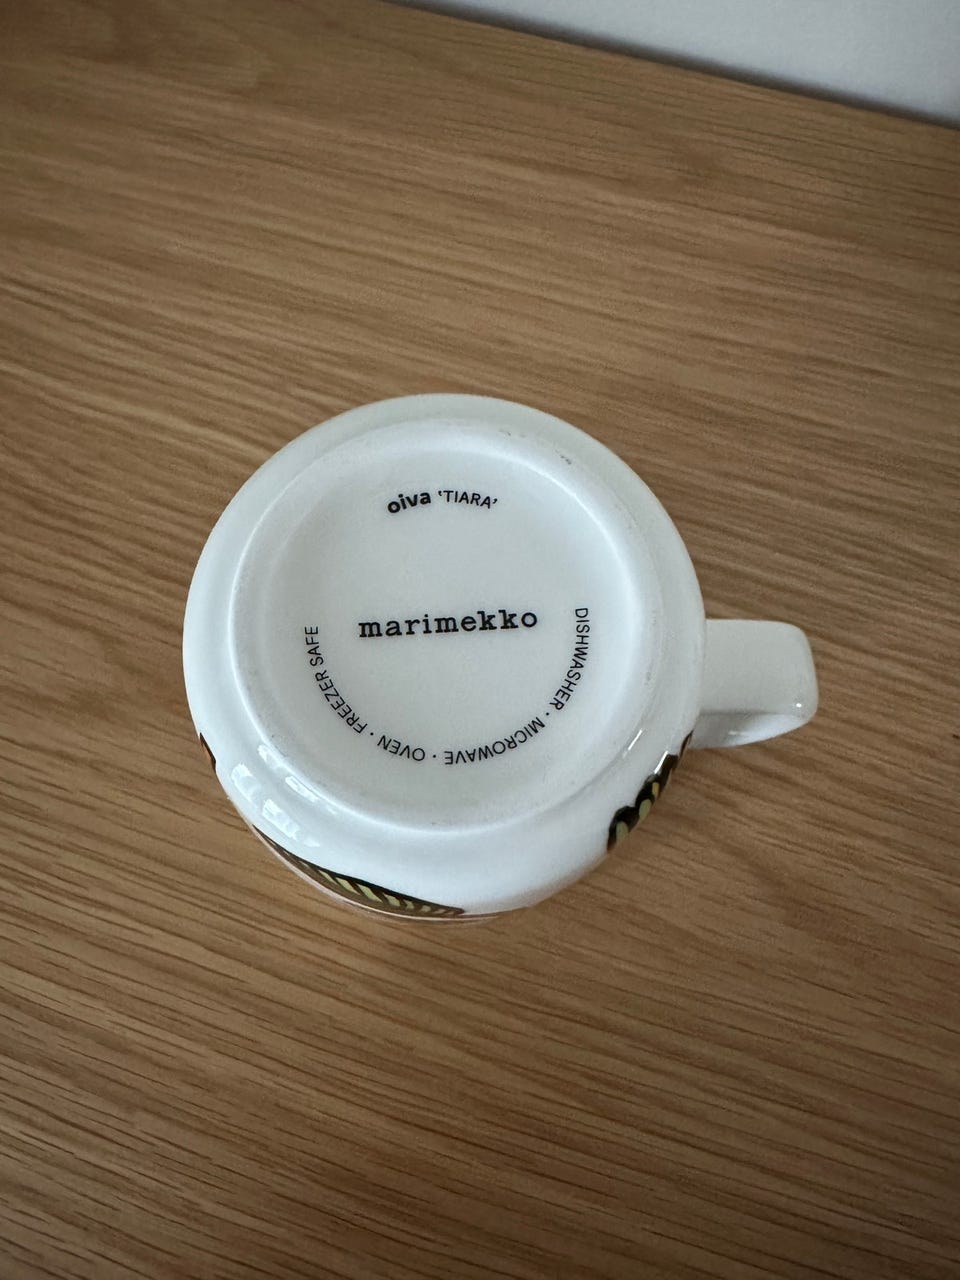 oiva ‘TIARA’
marimekko
DISHWASHER · MICROWAVE · OVEN · FREEZER SAFE